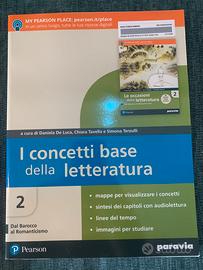 MY PEARSON PLACE: pearson.it/place
a cura di Daniela De Luca, Chiara Tavella e Simona Tersulli
Le occasioni
della letteratura
2
I concetti base
della letteratura
2
Dal Barocco
al Romanticismo
• mappe per visualizzare i concetti
• sintesi dei capitoli con audiolettura
• linee del tempo
• immagini per studiare
Pearson
paravia